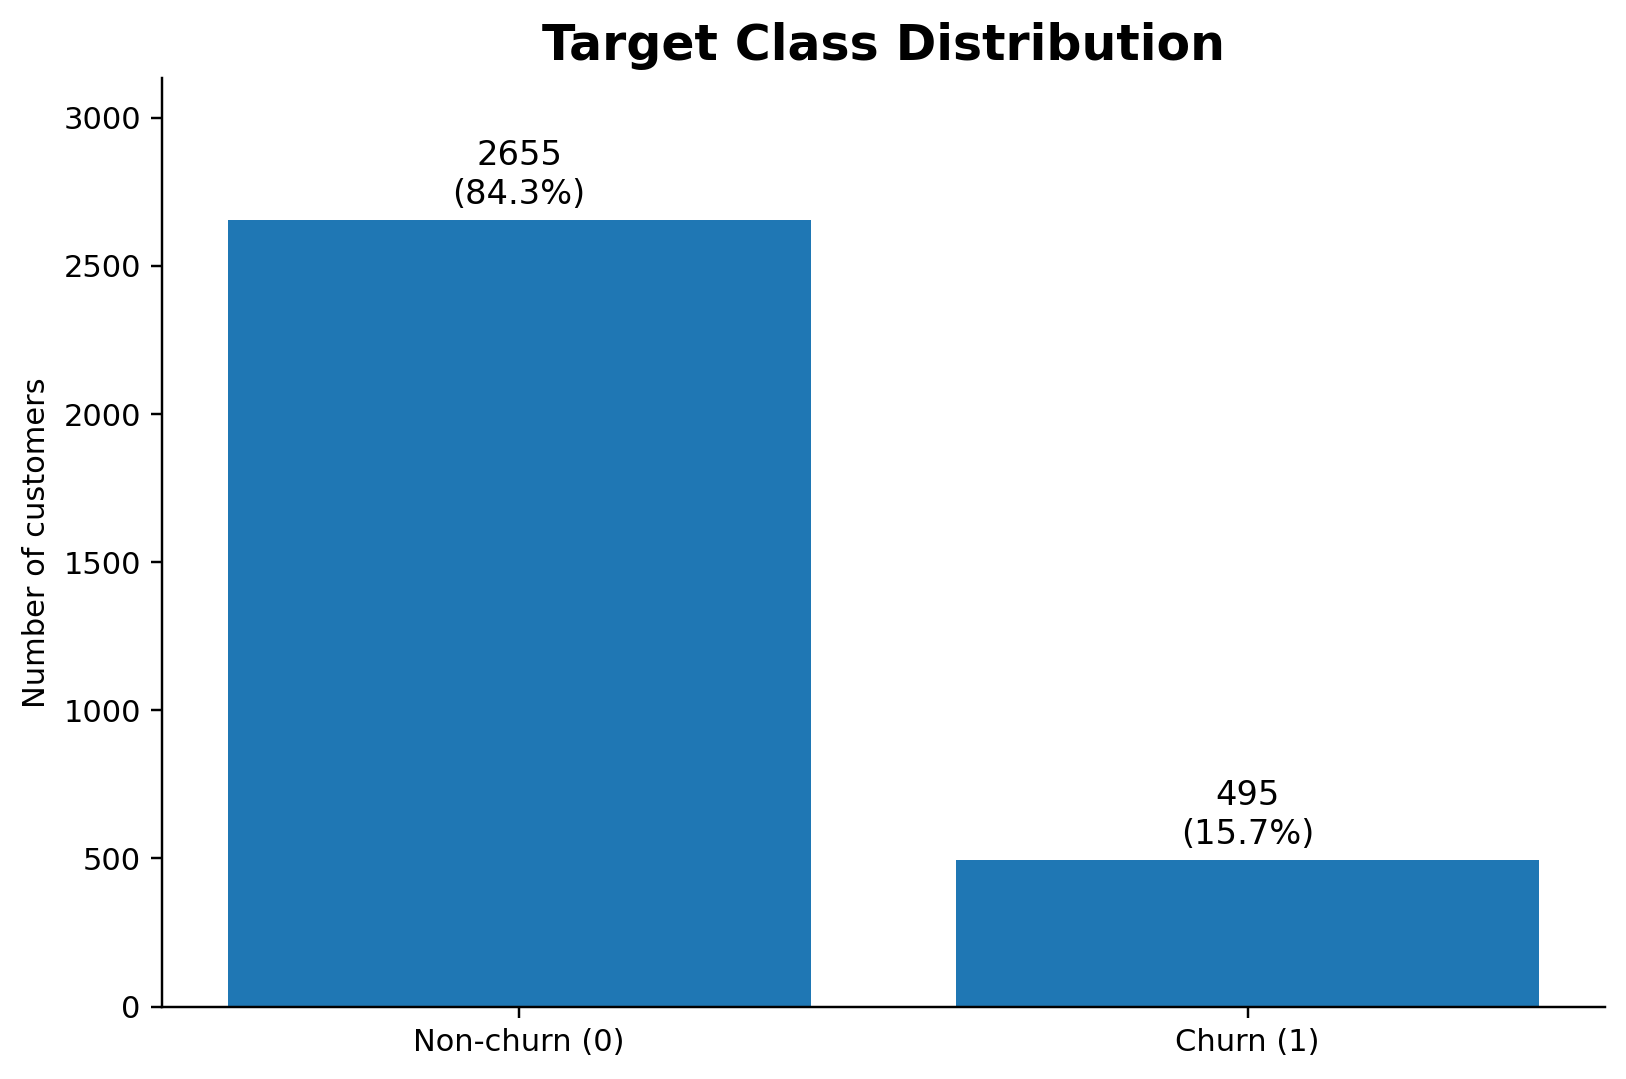 Target Class Distribution
Number of customers
3000
2500
2000
1500
1000
500
0
2655
(84.3%)
495
(15.7%)
Non-churn (0)
Churn (1)